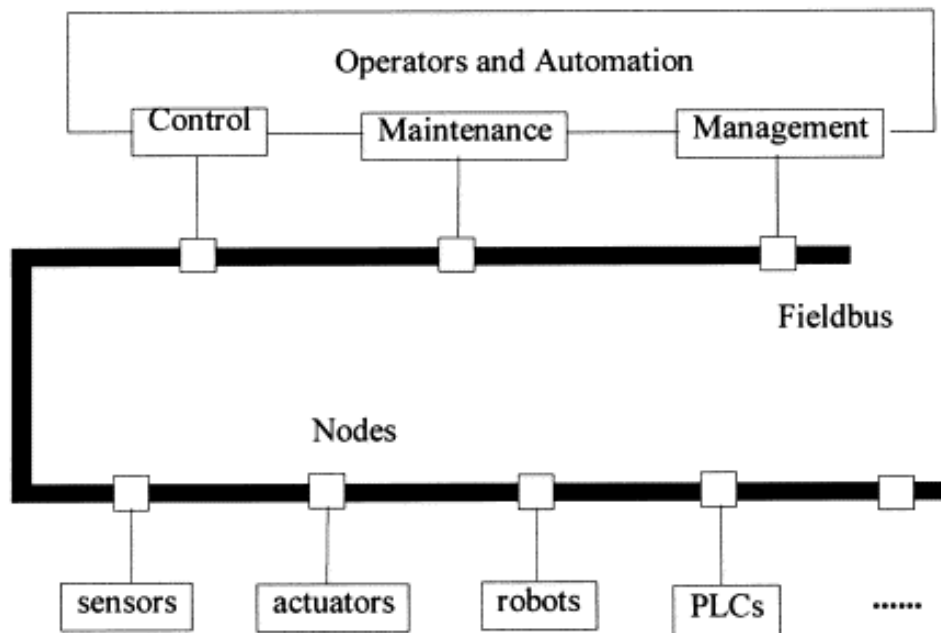 Operators and Automation
Control
Maintenance
Management
Fieldbus
Nodes
sensors
actuators
robots
PLCs
......